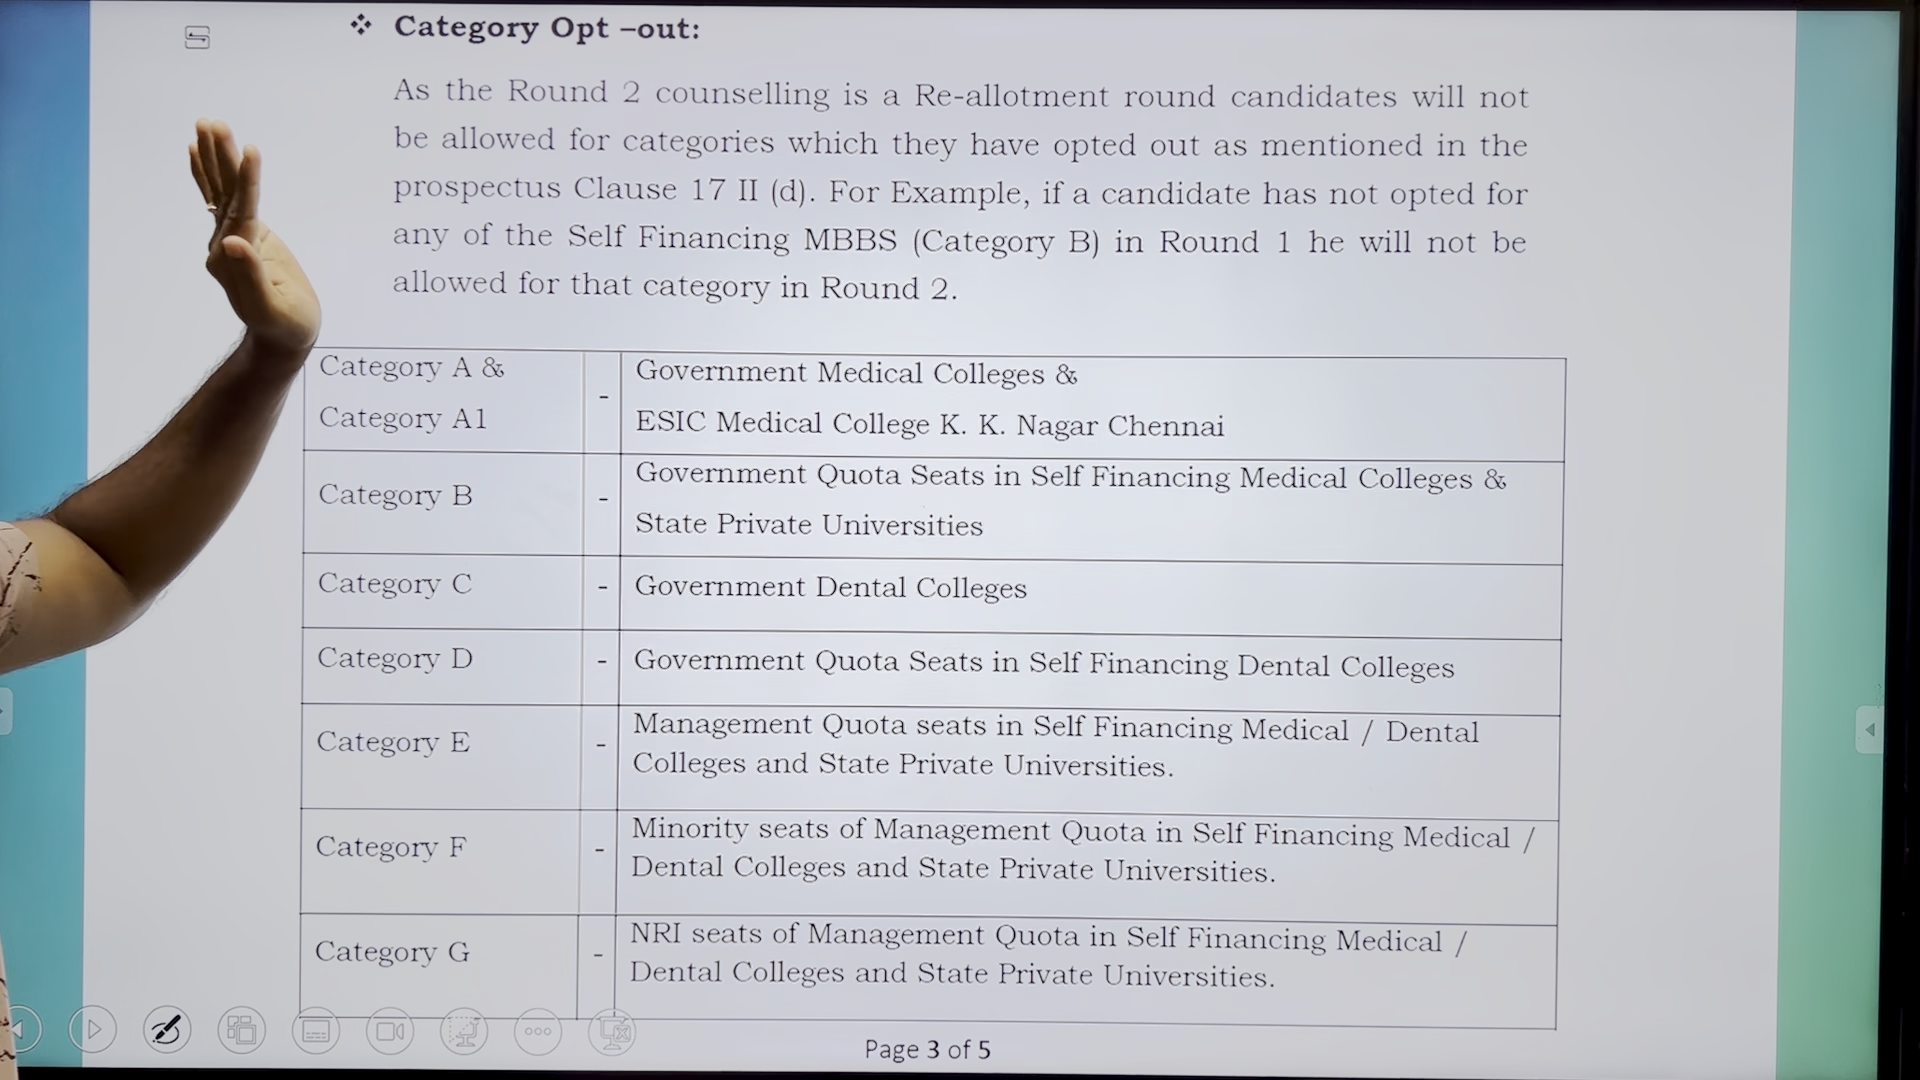 ❖ Category Opt –out:
As the Round 2 counselling is a Re-allotment round candidates will not
be allowed for categories which they have opted out as mentioned in the
prospectus Clause 17 II (d). For Example, if a candidate has not opted for
any of the Self Financing MBBS (Category B) in Round 1 he will not be
allowed for that category in Round 2.
Category A &
Category A1
-
Government Medical Colleges &
ESIC Medical College K. K. Nagar Chennai
Category B
-
Government Quota Seats in Self Financing Medical Colleges &
State Private Universities
Category C - Government Dental Colleges
Category D - Government Quota Seats in Self Financing Dental Colleges
Category E
-
Management Quota seats in Self Financing Medical / Dental
Colleges and State Private Universities.
Category F
-
Minority seats of Management Quota in Self Financing Medical /
Dental Colleges and State Private Universities.
Category G
-
NRI seats of Management Quota in Self Financing Medical /
Dental Colleges and State Private Universities.
Page 3 of 5